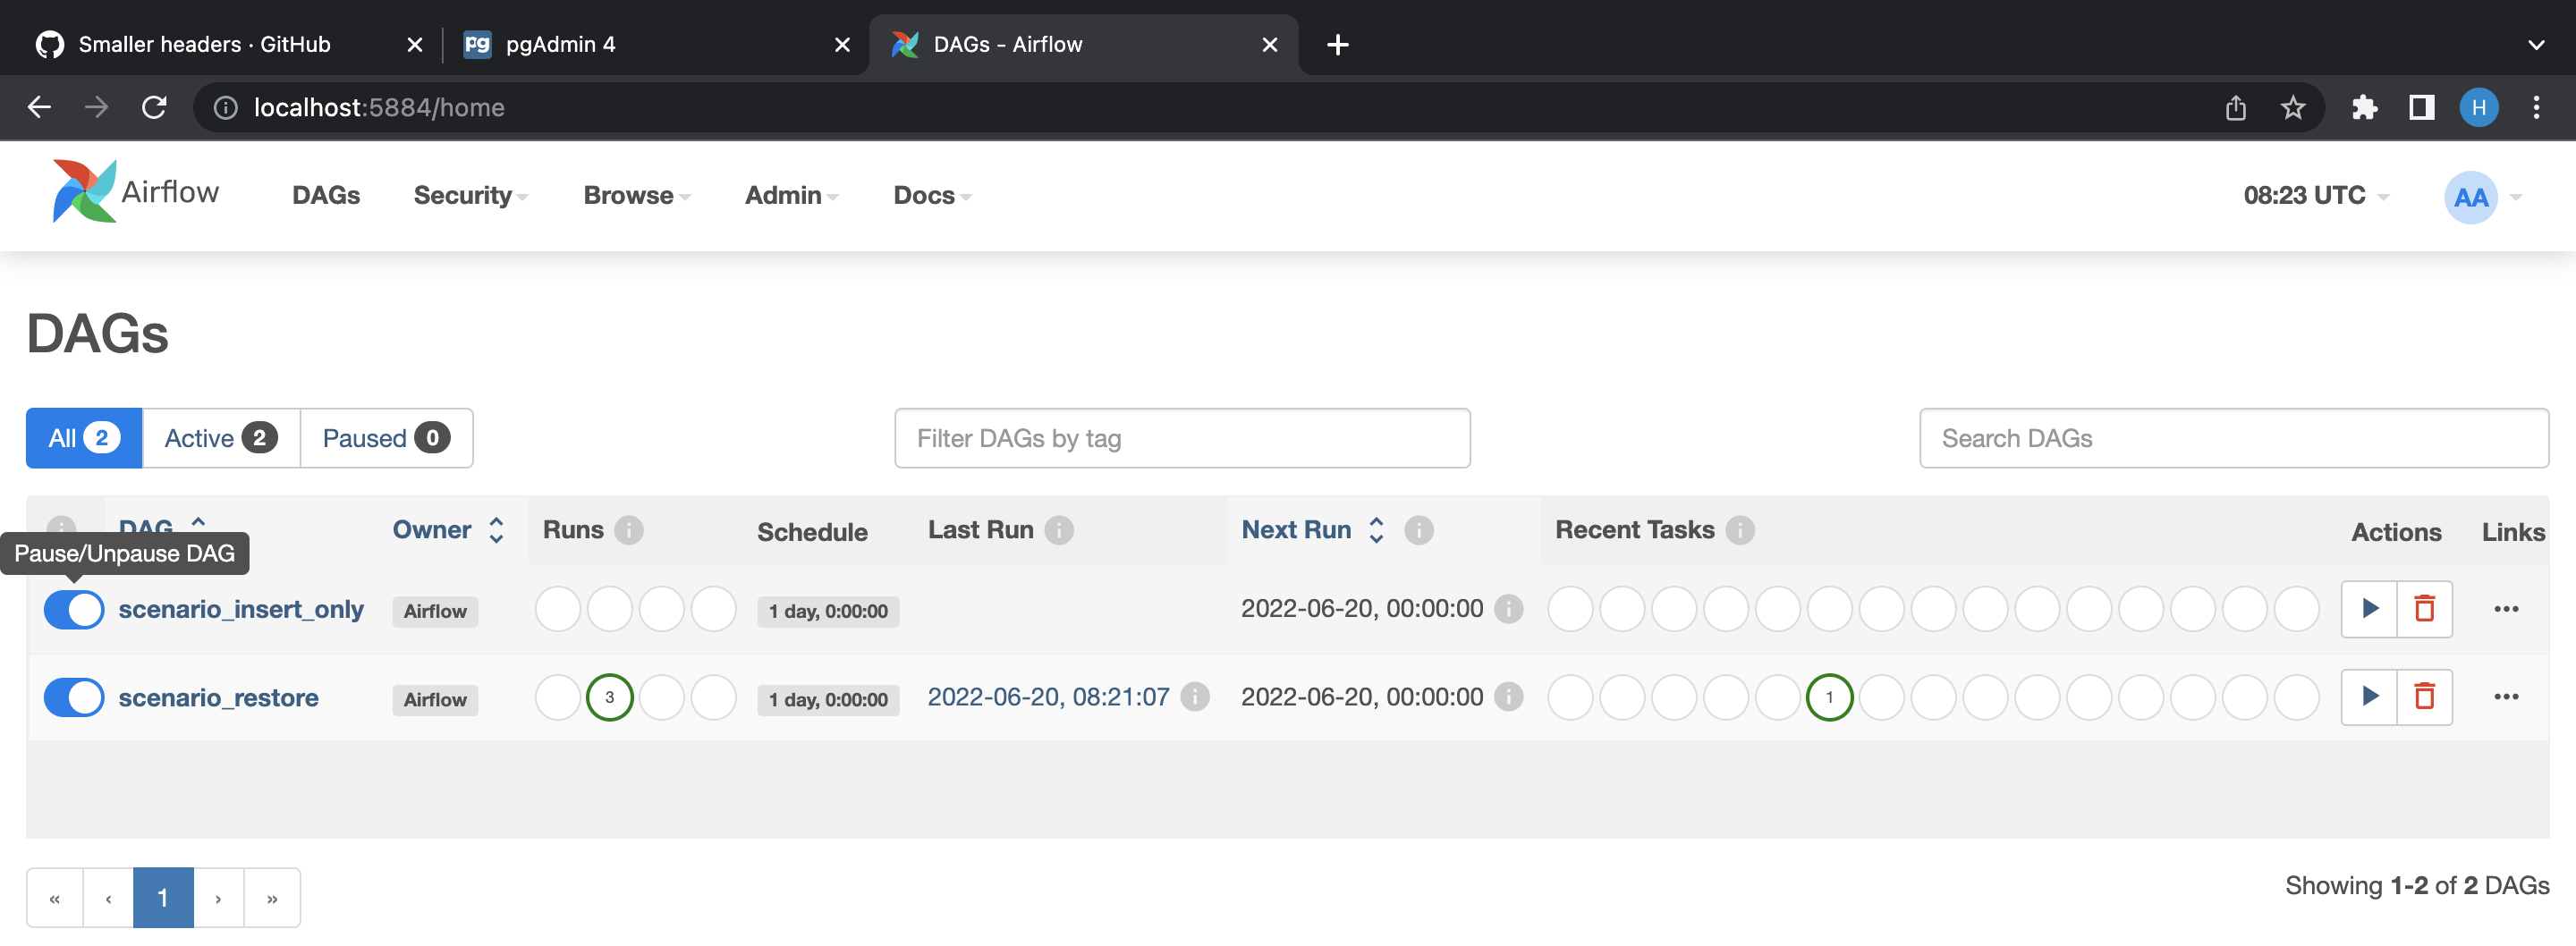 Smaller headers · GitHub
pgAdmin 4
DAGs - Airflow
localhost:5884/home
H
Airflow DAGs Security Browse Admin Docs 08:23 UTC AA
DAGs
All 2 Active 2 Paused 0 Filter DAGs by tag Search DAGs
DAG Owner Runs Schedule Last Run Next Run Recent Tasks Actions Links
Pause/Unpause DAG
scenario_insert_only Airflow 1 day, 0:00:00 2022-06-20, 00:00:00
scenario_restore Airflow 3 1 day, 0:00:00 2022-06-20, 08:21:07 2022-06-20, 00:00:00 1
« ‹ 1 › »
Showing 1-2 of 2 DAGs